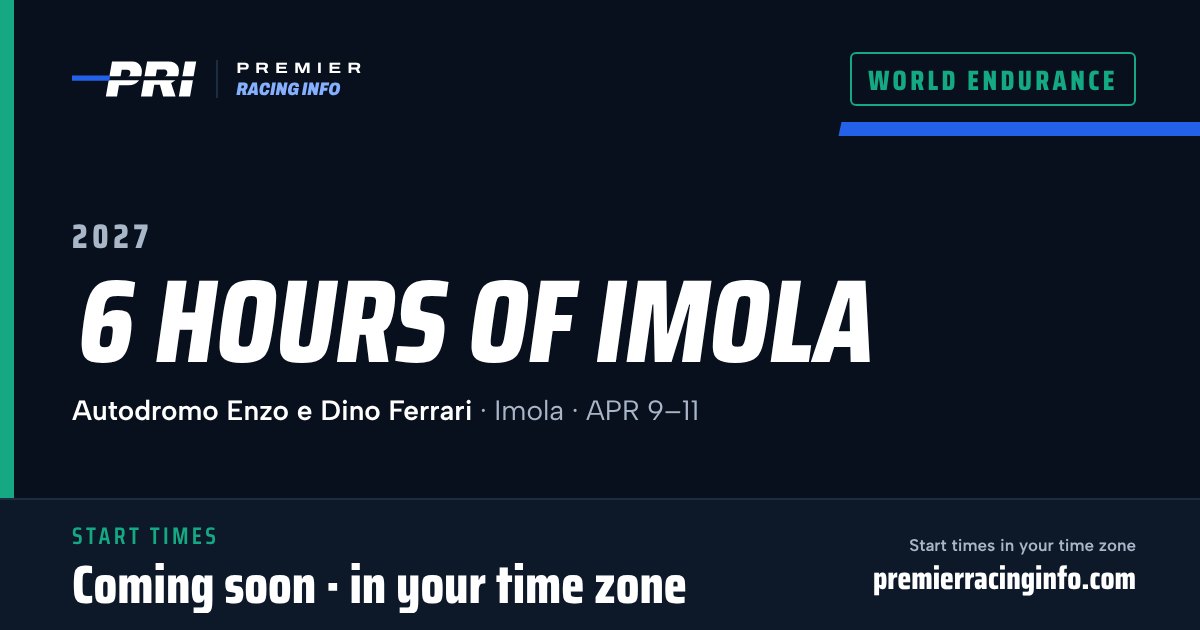 PRI
PREMIER
RACING INFO
WORLD ENDURANCE
2027
6 HOURS OF IMOLA
Autodromo Enzo e Dino Ferrari · Imola · APR 9–11
START TIMES
Coming soon · in your time zone
Start times in your time zone
premierracinginfo.com